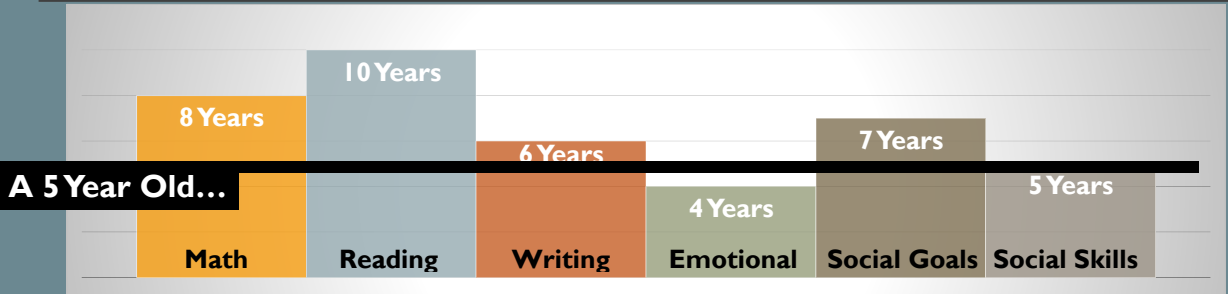 10 Years
8 Years
7 Years
6 Years
A 5 Year Old...
5 Years
4 Years
Math
Reading
Writing
Emotional
Social Goals
Social Skills